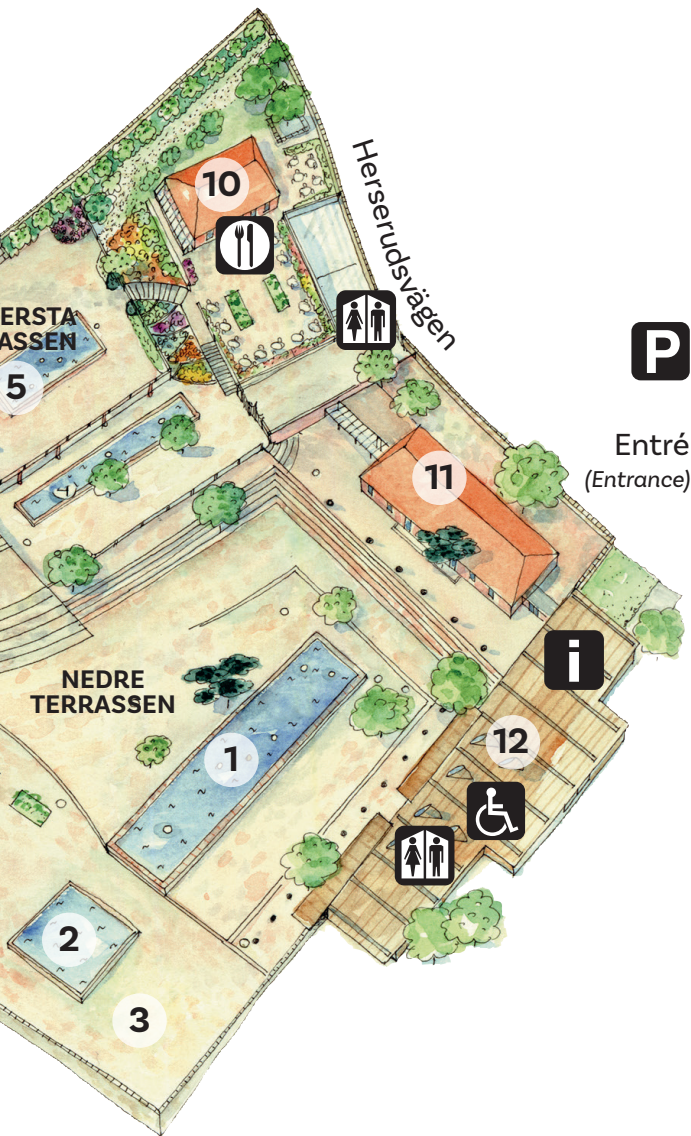 10
Herserudsvägen
ERSTA
ASSEN
5
P
Entré
(Entrance)
11
i
NEDRE
TERRASSEN
1
12
2
3